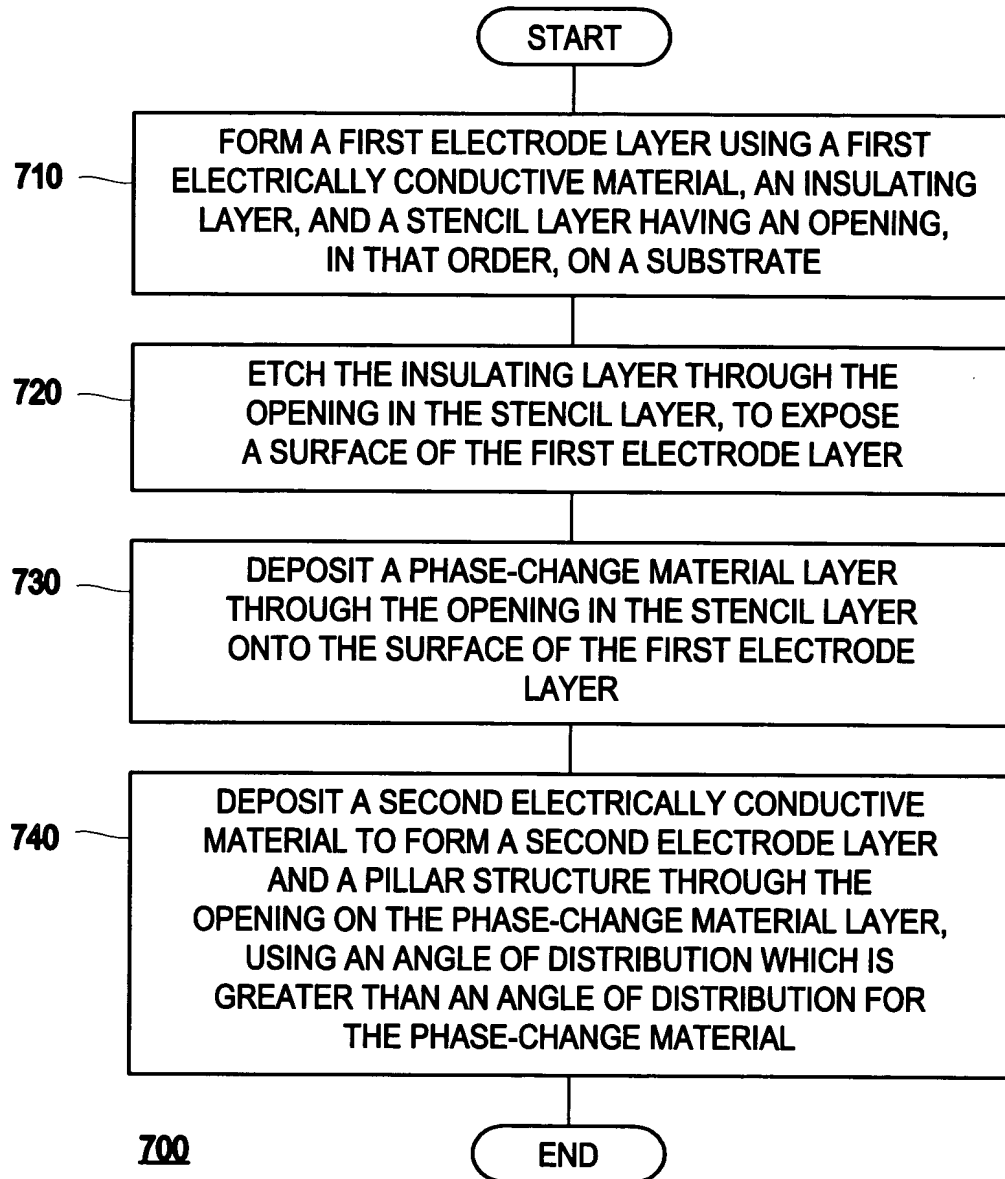 START
710
FORM A FIRST ELECTRODE LAYER USING A FIRST
ELECTRICALLY CONDUCTIVE MATERIAL, AN INSULATING
LAYER, AND A STENCIL LAYER HAVING AN OPENING,
IN THAT ORDER, ON A SUBSTRATE
720
ETCH THE INSULATING LAYER THROUGH THE
OPENING IN THE STENCIL LAYER, TO EXPOSE
A SURFACE OF THE FIRST ELECTRODE LAYER
730
DEPOSIT A PHASE-CHANGE MATERIAL LAYER
THROUGH THE OPENING IN THE STENCIL LAYER
ONTO THE SURFACE OF THE FIRST ELECTRODE
LAYER
740
DEPOSIT A SECOND ELECTRICALLY CONDUCTIVE
MATERIAL TO FORM A SECOND ELECTRODE LAYER
AND A PILLAR STRUCTURE THROUGH THE
OPENING ON THE PHASE-CHANGE MATERIAL LAYER,
USING AN ANGLE OF DISTRIBUTION WHICH IS
GREATER THAN AN ANGLE OF DISTRIBUTION FOR
THE PHASE-CHANGE MATERIAL
700
END